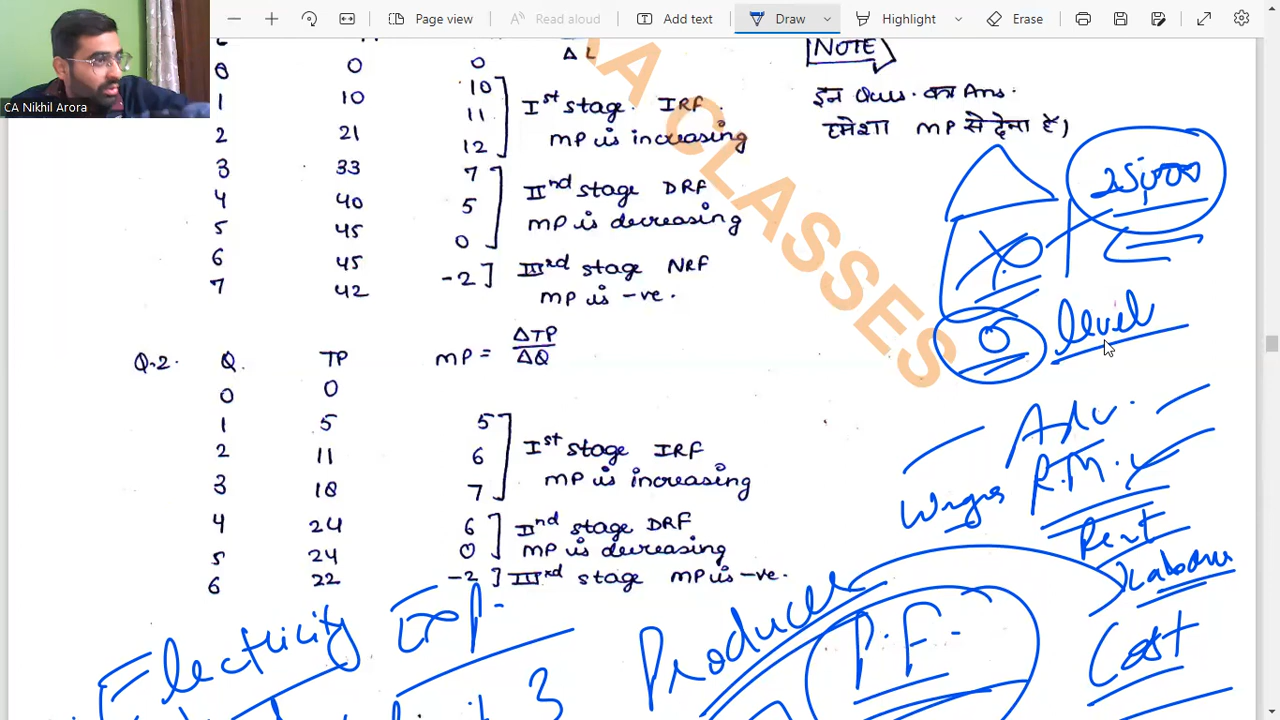 Page view
Read aloud
Add text
Draw
Highlight
Erase
CA Nikhil Arora
ΔL
0 0 0
1 10 10
11 Ist stage. IRF.
2 21 12 MP is increasing
3 33 7
4 40 5 IInd stage DRF
5 45 0 MP is decreasing
6 45 -2] IIIrd stage NRF
7 42 MP is -ve.
NOTE
इन Ques. का Ans.
हमेशा MP से देना है)
25,000
0 level
Q.2. Q. TP MP = ΔTP/ΔQ
0 0
1 5 5
2 11 6 Ist stage IRF
3 18 7 MP is increasing
4 24 6 IInd stage DRF
5 24 0 MP is decreasing
6 22 -2] IIIrd stage MP is -ve.
Adv.
Wages R.M.
Rent
Labour
Cost
Electricity Exp.
Producer
P.F.
A CLASSES